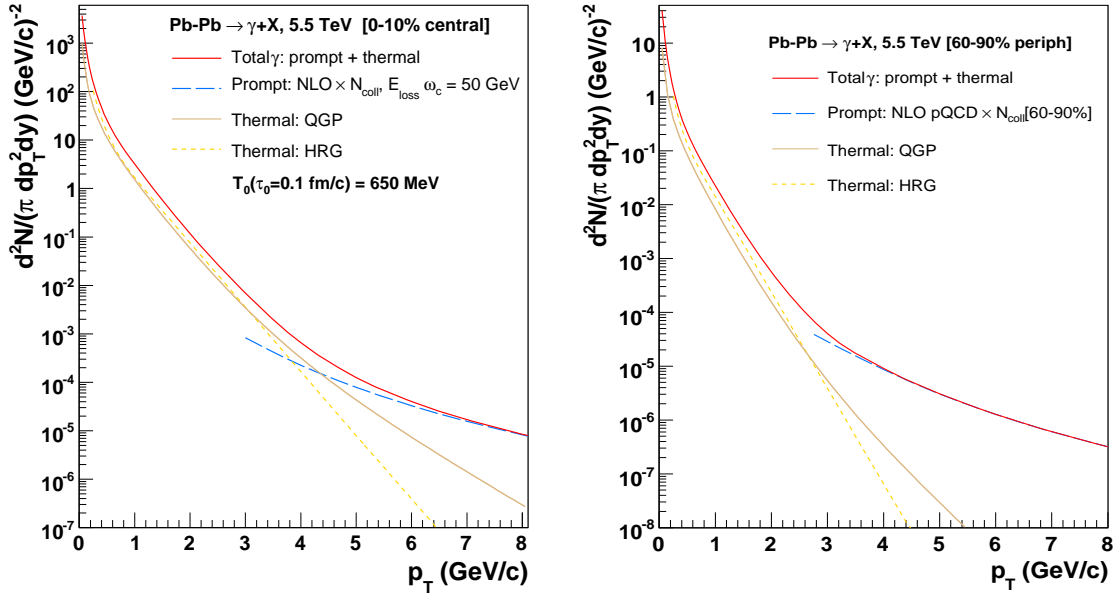 Pb-Pb → γ+X, 5.5 TeV [0-10% central]
Total γ: prompt + thermal
Prompt: NLO × N_coll, E_loss ω_c = 50 GeV
Thermal: QGP
Thermal: HRG
T_0(τ_0=0.1 fm/c) = 650 MeV
d²N/(π dp_T²dy) (GeV/c)⁻²
10³
10²
10
1
10⁻¹
10⁻²
10⁻³
10⁻⁴
10⁻⁵
10⁻⁶
10⁻⁷
0 1 2 3 4 5 6 7 8
p_T (GeV/c)
Pb-Pb → γ+X, 5.5 TeV [60-90% periph]
Total γ: prompt + thermal
Prompt: NLO pQCD × N_coll[60-90%]
Thermal: QGP
Thermal: HRG
d²N/(π dp_T²dy) (GeV/c)⁻²
10
1
10⁻¹
10⁻²
10⁻³
10⁻⁴
10⁻⁵
10⁻⁶
10⁻⁷
10⁻⁸
0 1 2 3 4 5 6 7 8
p_T (GeV/c)